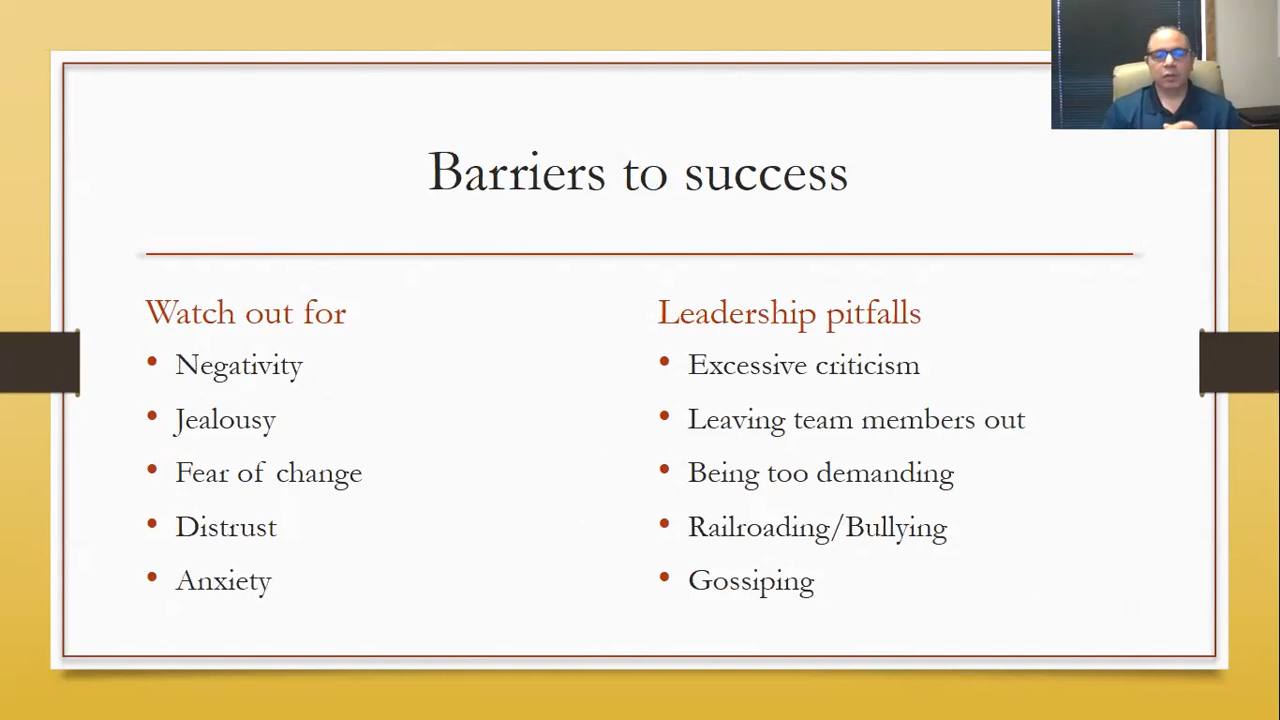 Barriers to success
Watch out for
• Negativity
• Jealousy
• Fear of change
• Distrust
• Anxiety
Leadership pitfalls
• Excessive criticism
• Leaving team members out
• Being too demanding
• Railroading/Bullying
• Gossiping